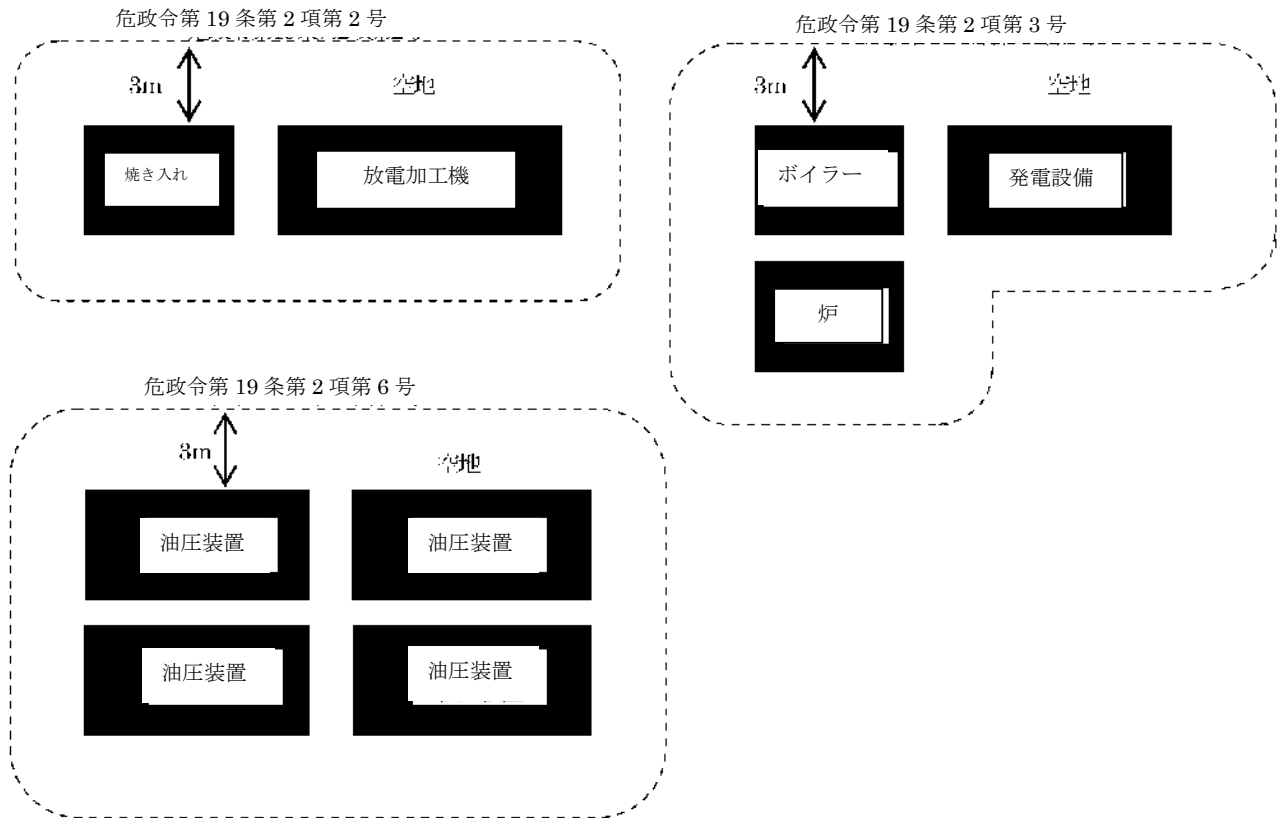 危政令第 19 条第 2 項第 2 号
3m
空地
焼き入れ
放電加工機
危政令第 19 条第 2 項第 3 号
3m
空地
ボイラー
発電設備
炉
危政令第 19 条第 2 項第 6 号
3m
空地
油圧装置
油圧装置
油圧装置
油圧装置